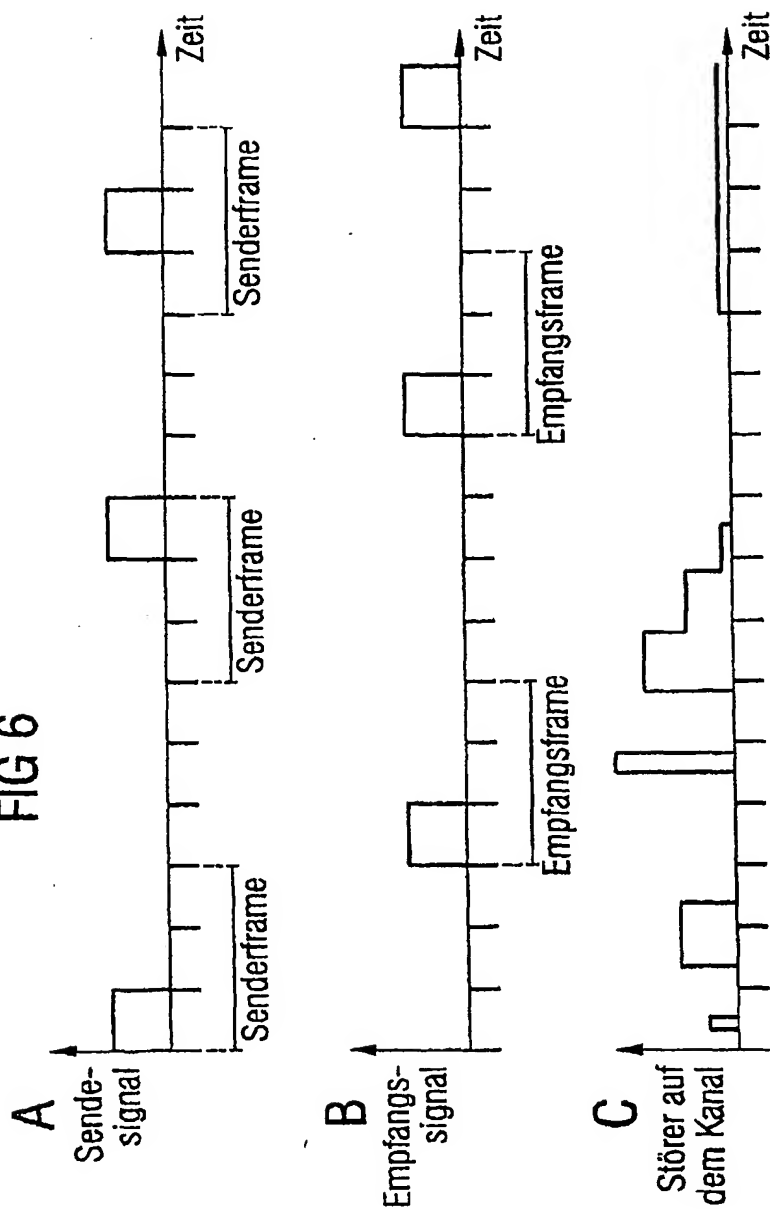 FIG 6
A
Sende-
signal
Zeit
Senderframe
Senderframe
Senderframe
B
Empfangs-
signal
Zeit
Empfangsframe
Empfangsframe
C
Störer auf
dem Kanal
Zeit